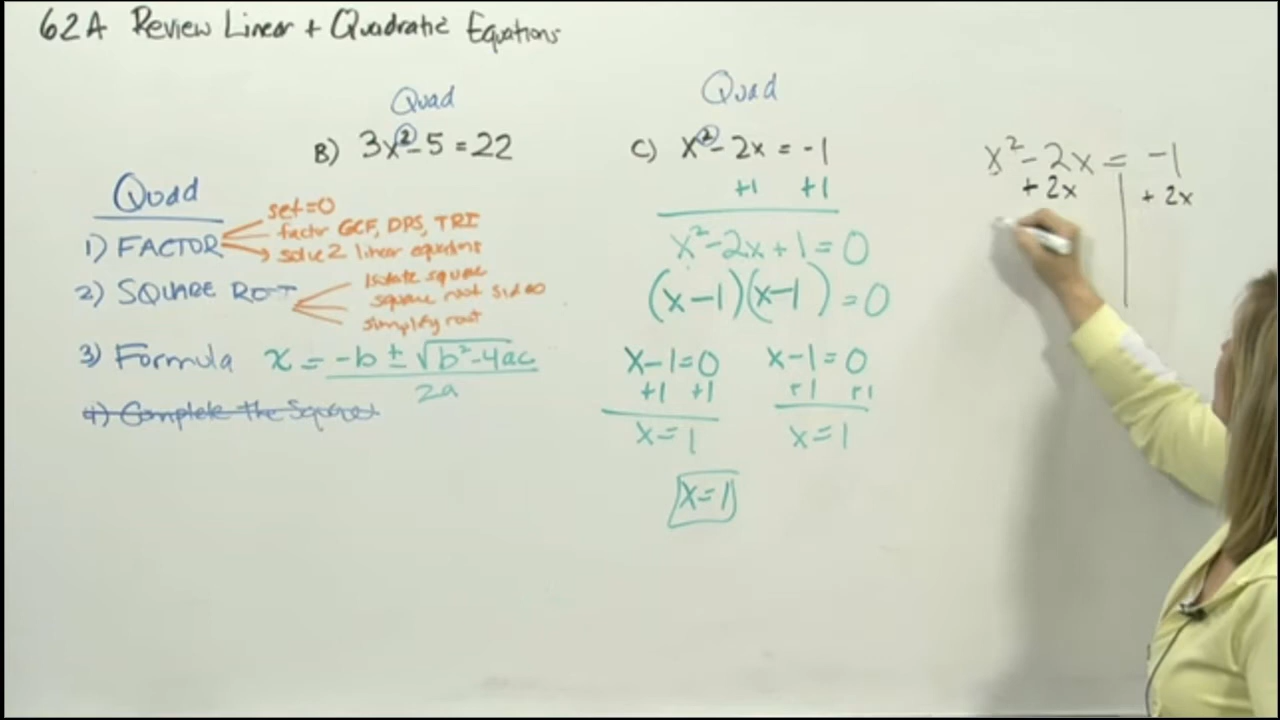 62A Review Linear + Quadratic Equations
Quad
B) 3x²-5=22
Quad
1) FACTOR
set=0
factor GCF, DPS, TRI
solve 2 linear equations
2) SQUARE ROOT
Isolate square
square root sides
simplify root
3) Formula x = -b ± √b²-4ac
2a
4) Complete the Square
Quad
C) x²-2x = -1
+1 +1
x²-2x+1=0
(x-1)(x-1)=0
x-1=0 x-1=0
+1 +1 +1 +1
x=1 x=1
x=1
x²-2x= -1
+2x +2x